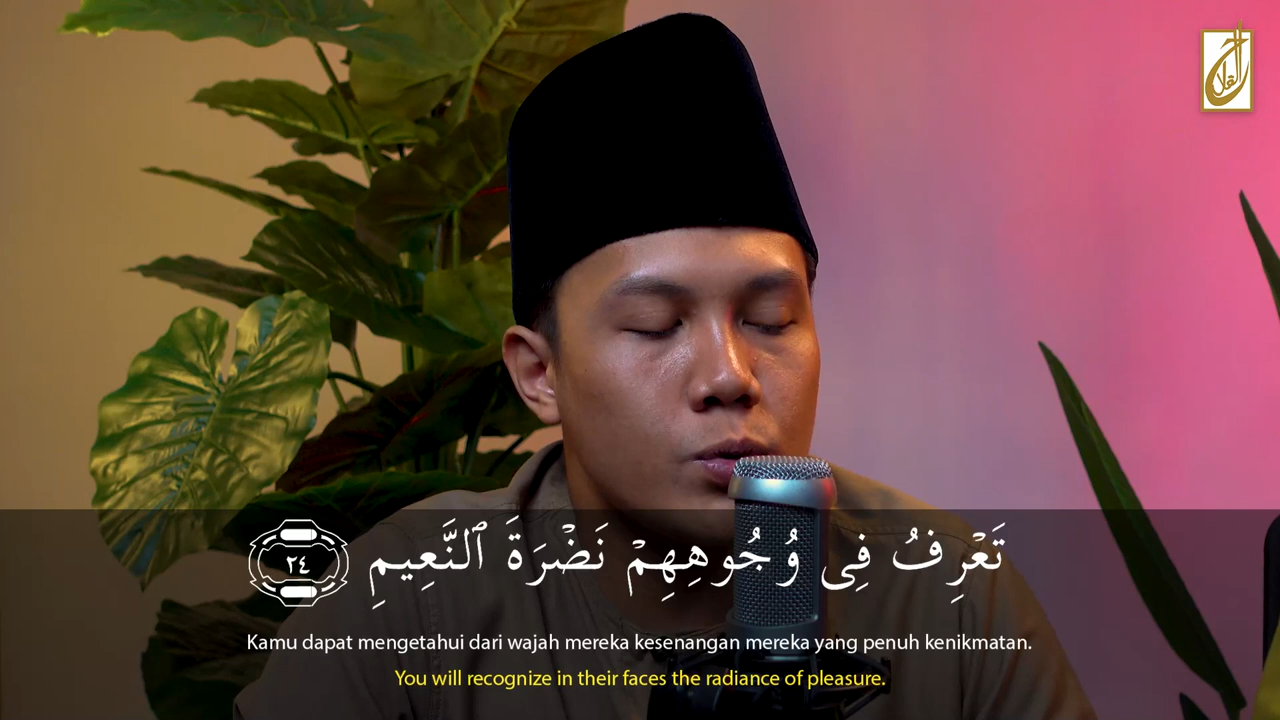 الفلاح
تَعْرِفُ فِى وُجُوهِهِمْ نَضْرَةَ ٱلنَّعِيمِ ٢٤
Kamu dapat mengetahui dari wajah mereka kesenangan mereka yang penuh kenikmatan.
You will recognize in their faces the radiance of pleasure.